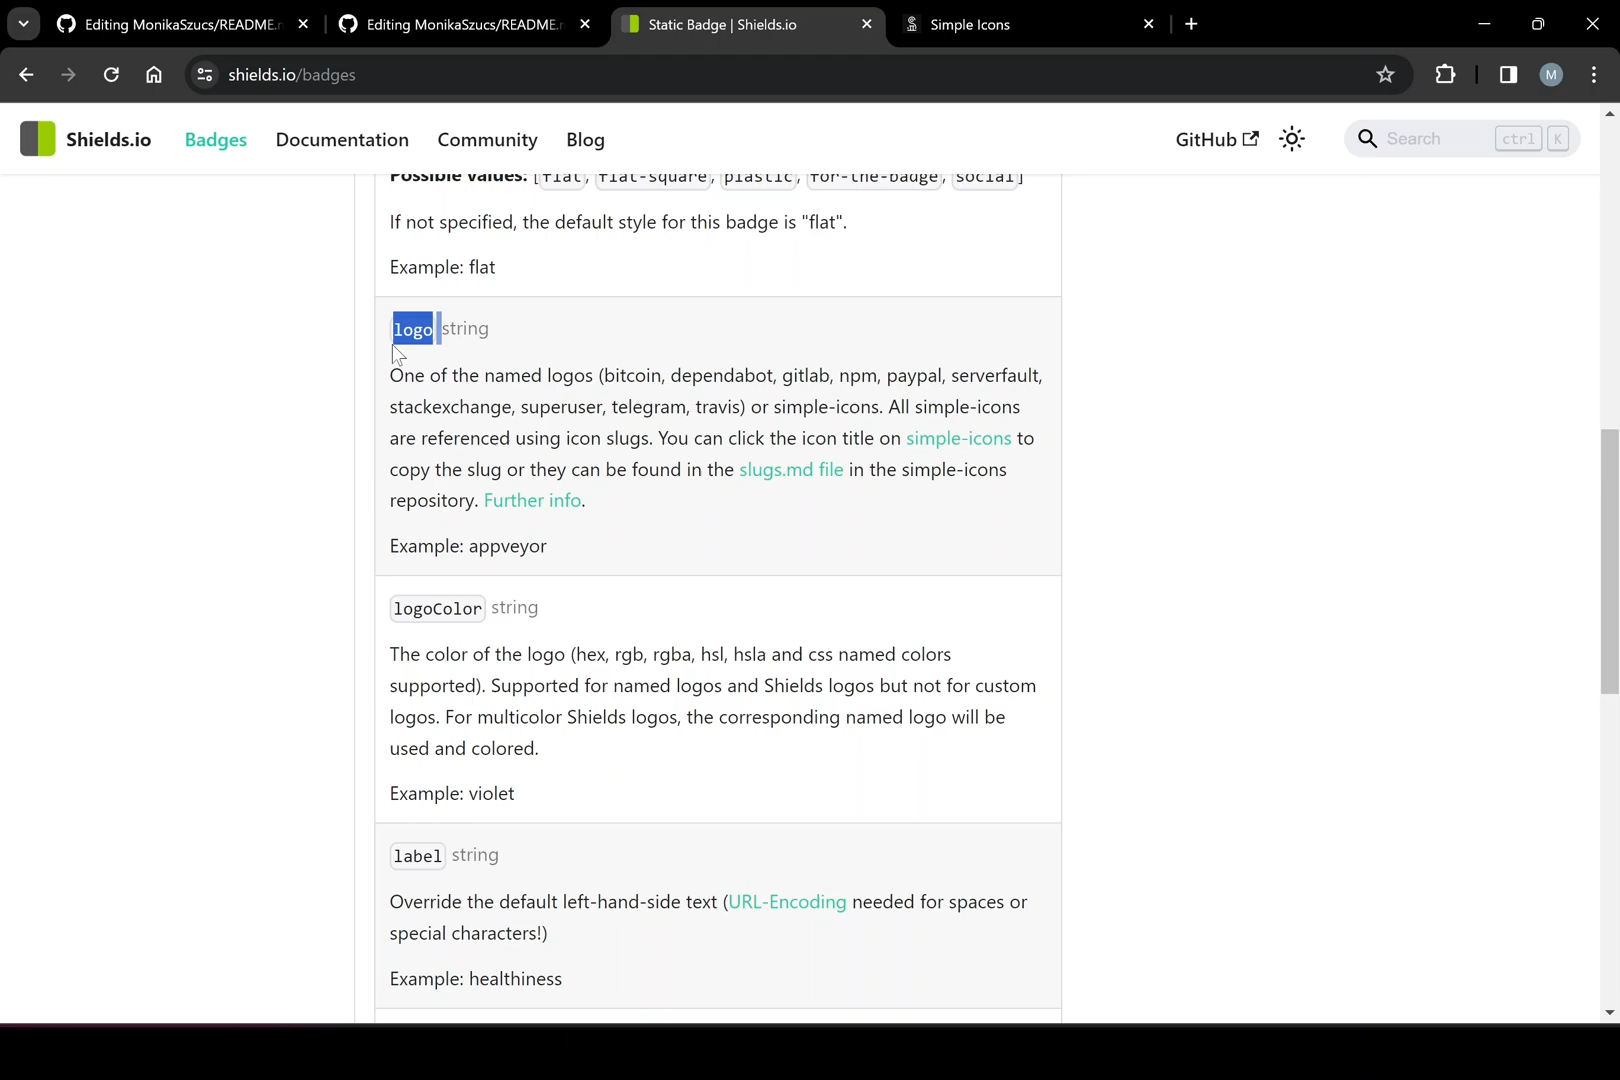 Editing MonikaSzucs/README.m
Editing MonikaSzucs/README.m
Static Badge | Shields.io
Simple Icons
shields.io/badges
M
Shields.io
Badges
Documentation
Community
Blog
GitHub
Search
ctrl
K
Possible values: [flat, flat-square, plastic, for-the-badge, social]
If not specified, the default style for this badge is "flat".
Example: flat
logo string
One of the named logos (bitcoin, dependabot, gitlab, npm, paypal, serverfault,
stackexchange, superuser, telegram, travis) or simple-icons. All simple-icons
are referenced using icon slugs. You can click the icon title on simple-icons to
copy the slug or they can be found in the slugs.md file in the simple-icons
repository. Further info.
Example: appveyor
logoColor string
The color of the logo (hex, rgb, rgba, hsl, hsla and css named colors
supported). Supported for named logos and Shields logos but not for custom
logos. For multicolor Shields logos, the corresponding named logo will be
used and colored.
Example: violet
label string
Override the default left-hand-side text (URL-Encoding needed for spaces or
special characters!)
Example: healthiness